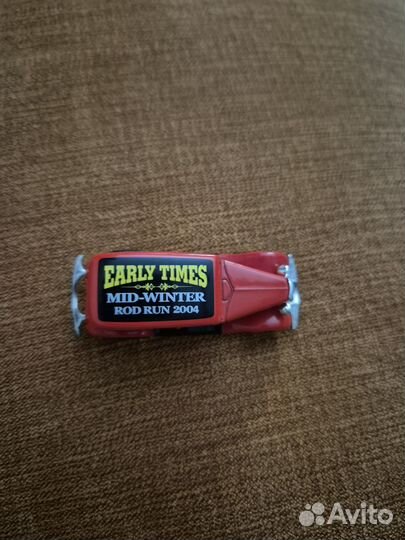 EARLY TIMES
MID-WINTER
ROD RUN 2004
Avito